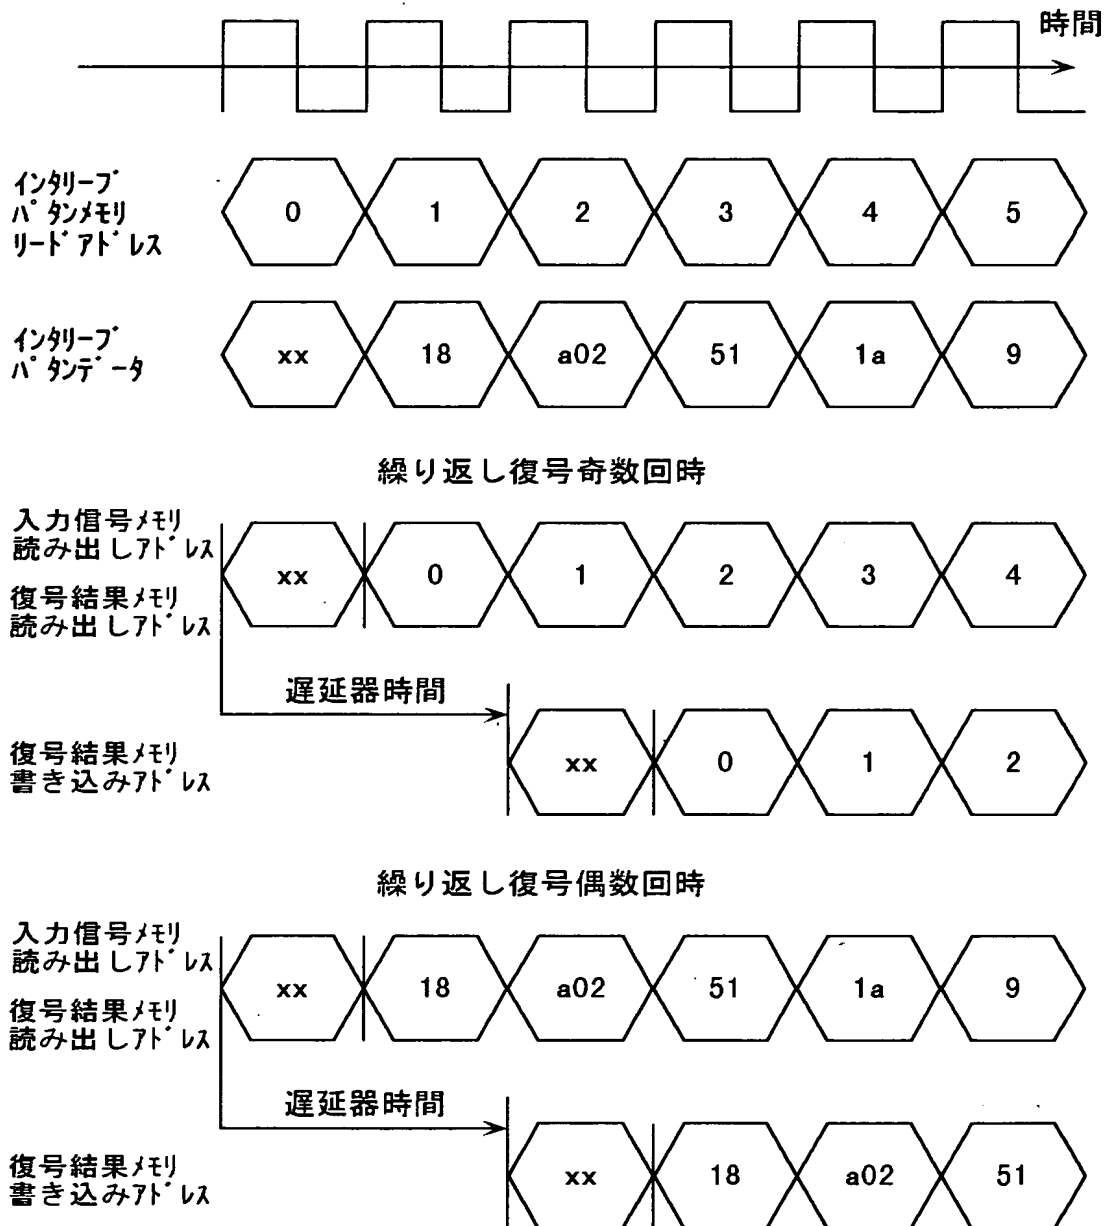 時間
インタリーブ
パタンメモリ
リードアドレス
0 1 2 3 4 5
インタリーブ
パタンデータ
xx 18 a02 51 1a 9
繰り返し復号奇数回時
入力信号メモリ
読み出しアドレス
復号結果メモリ
読み出しアドレス
xx 0 1 2 3 4
遅延器時間
復号結果メモリ
書き込みアドレス
xx 0 1 2
繰り返し復号偶数回時
入力信号メモリ
読み出しアドレス
復号結果メモリ
読み出しアドレス
xx 18 a02 51 1a 9
遅延器時間
復号結果メモリ
書き込みアドレス
xx 18 a02 51